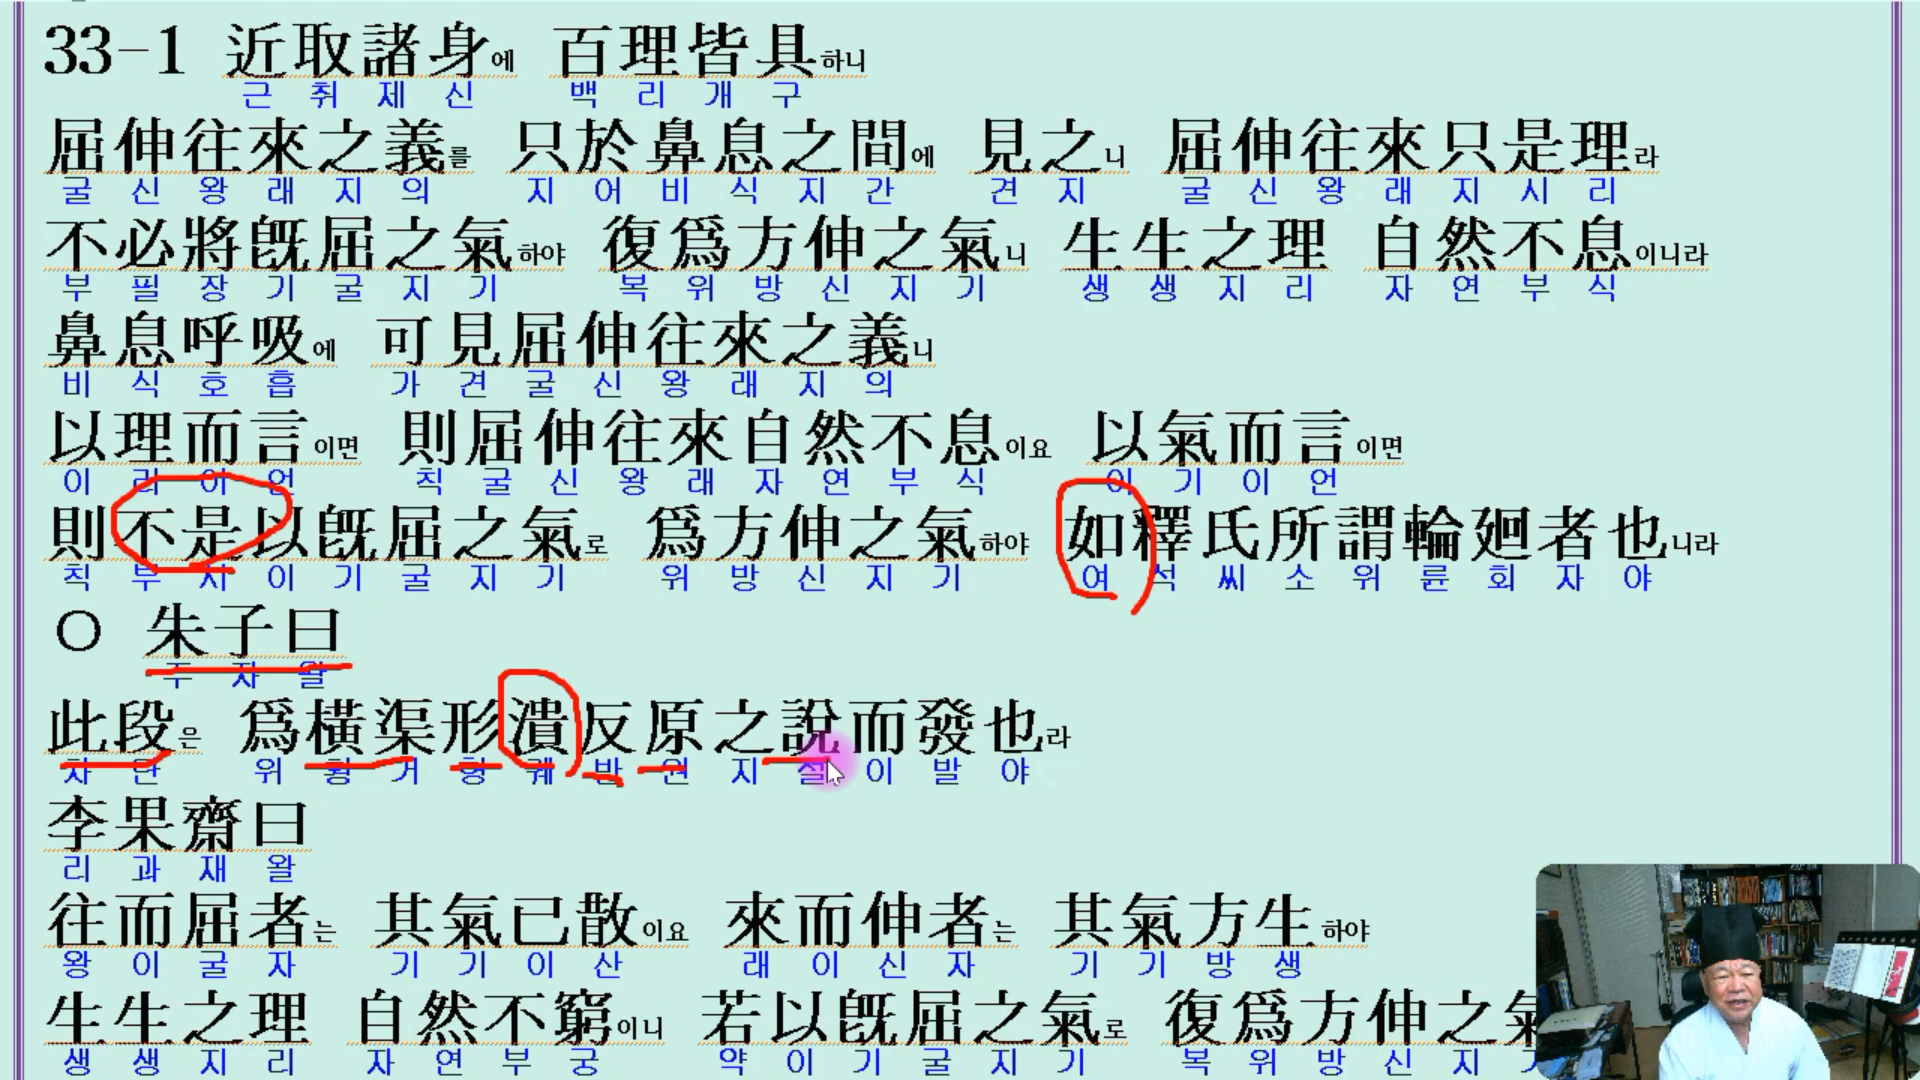 33-1 近取諸身에 百理皆具하니
근취제신 백리개구
屈伸往來之義를 只於鼻息之間에 見之니 屈伸往來只是理라
굴신왕래지의 지어비식지간 견지 굴신왕래지시리
不必將旣屈之氣하야 復爲方伸之氣니 生生之理 自然不息이니라
부필장기굴지기 복위방신지기 생생지리 자연부식
鼻息呼吸에 可見屈伸往來之義니
비식호흡 가견굴신왕래지의
以理而言이면 則屈伸往來自然不息이요 以氣而言이면
이리이언 칙굴신왕래자연부식 이기이언
則不是以旣屈之氣로 爲方伸之氣하야 如釋氏所謂輪廻者也니라
칙부시이기굴지기 위방신지기 여석씨소위륜회자야
○ 朱子曰
주자왈
此段은 爲橫渠形潰反原之說而發也라
차단 위횡거형궤반원지설이발야
李果齋曰
리과재왈
往而屈者는 其氣已散이요 來而伸者는 其氣方生하야
왕이굴자 기기이산 래이신자 기기방생
生生之理 自然不窮이니 若以旣屈之氣로 復爲方伸之氣
생생지리 자연부궁 약이기굴지기 복위방신지